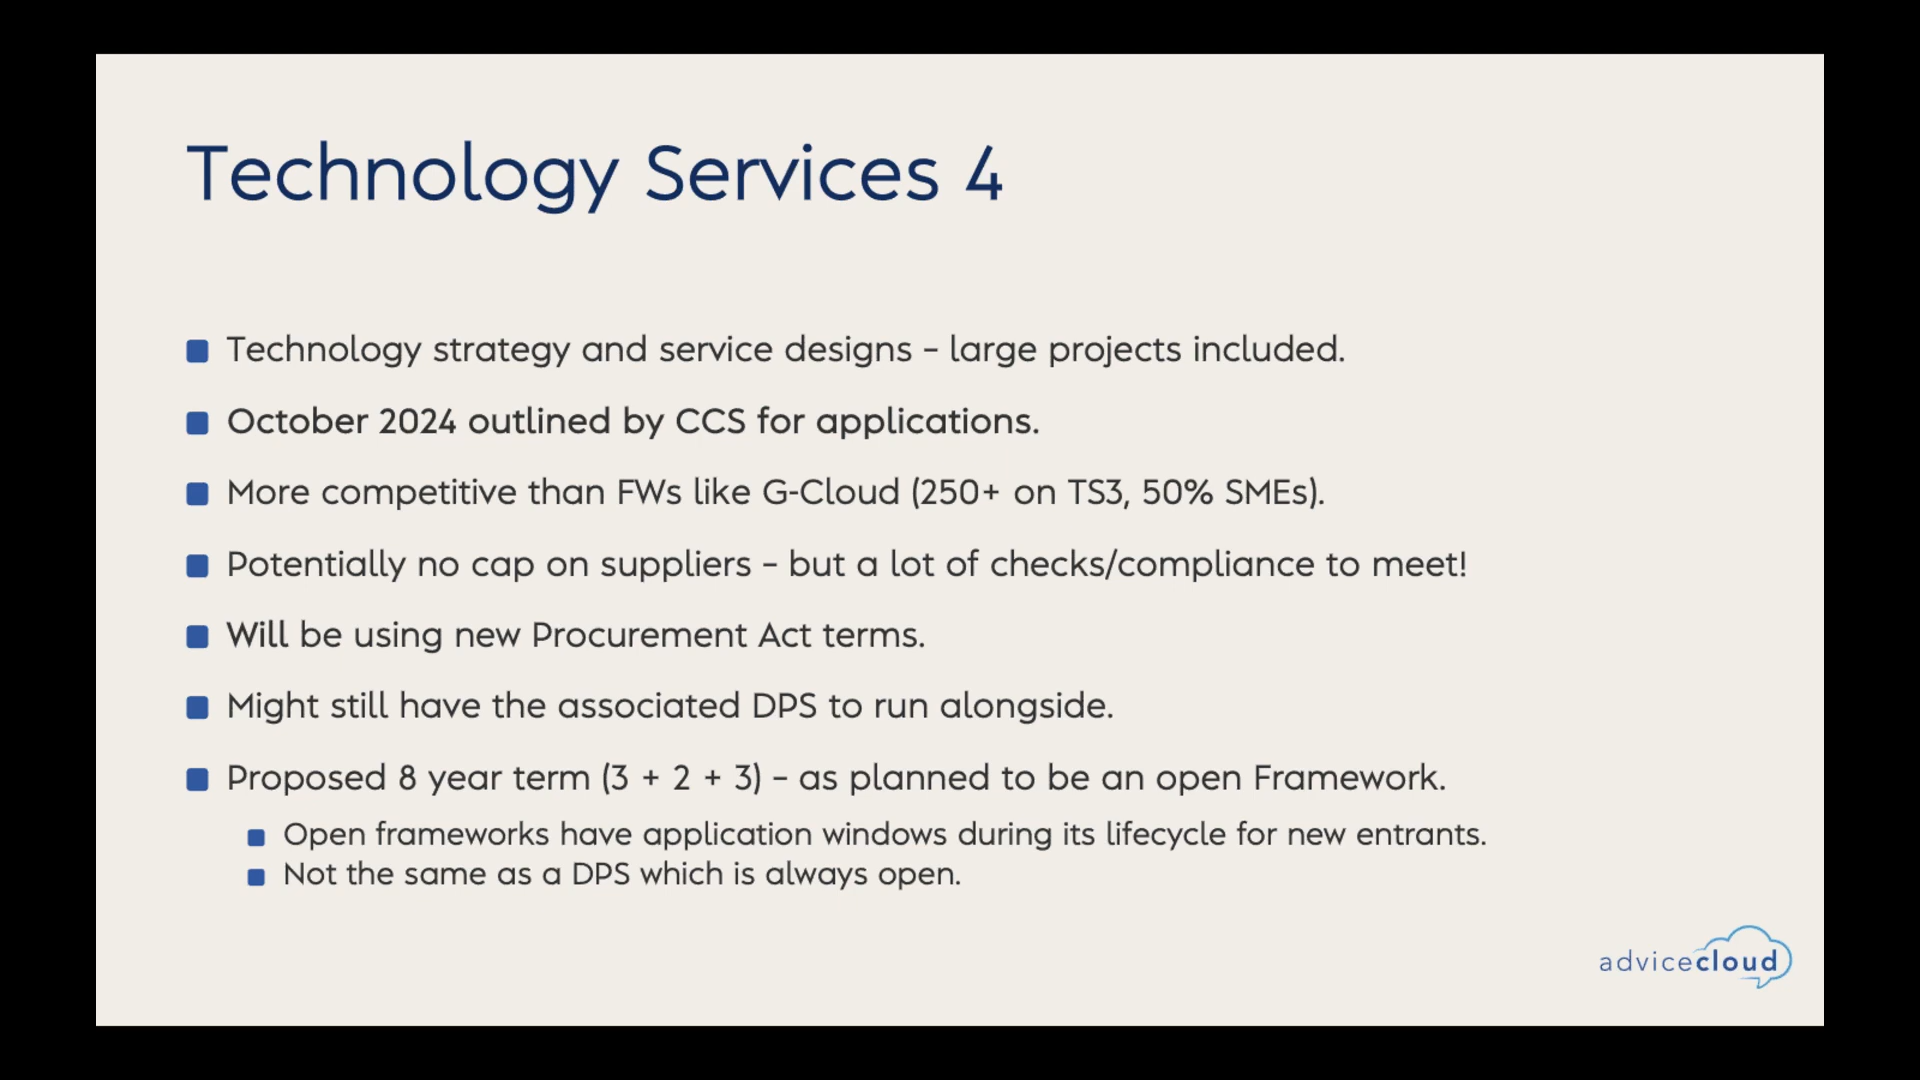 Technology Services 4
Technology strategy and service designs - large projects included.
October 2024 outlined by CCS for applications.
More competitive than FWs like G-Cloud (250+ on TS3, 50% SMEs).
Potentially no cap on suppliers - but a lot of checks/compliance to meet!
Will be using new Procurement Act terms.
Might still have the associated DPS to run alongside.
Proposed 8 year term (3 + 2 + 3) - as planned to be an open Framework.
Open frameworks have application windows during its lifecycle for new entrants.
Not the same as a DPS which is always open.
advicecloud